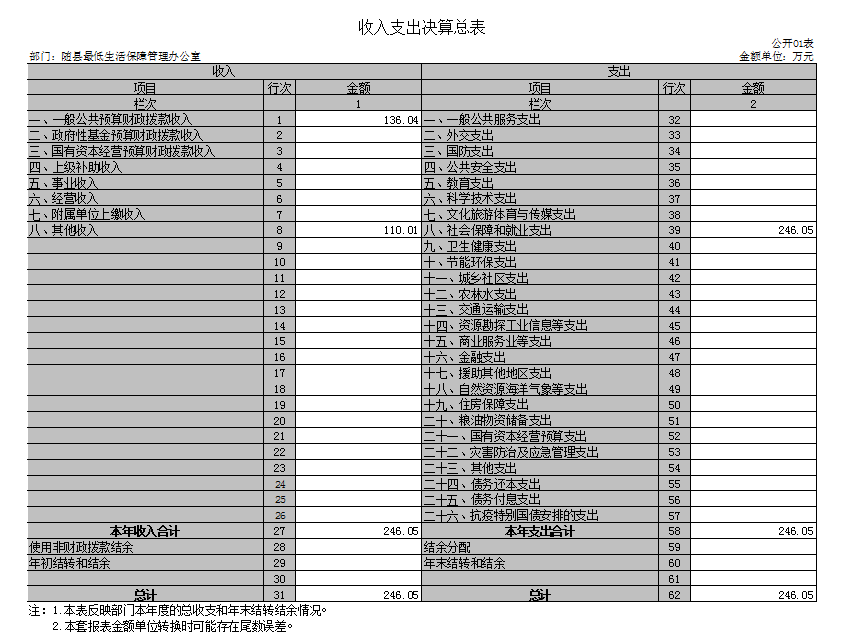 收入支出决算总表
公开01表
部门：随县最低生活保障管理办公室 金额单位：万元
收入 支出
项目 行次 金额 项目 行次 金额
栏次 1 栏次 2
一、一般公共预算财政拨款收入 1 136.04 一、一般公共服务支出 32
二、政府性基金预算财政拨款收入 2 二、外交支出 33
三、国有资本经营预算财政拨款收入 3 三、国防支出 34
四、上级补助收入 4 四、公共安全支出 35
五、事业收入 5 五、教育支出 36
六、经营收入 6 六、科学技术支出 37
七、附属单位上缴收入 7 七、文化旅游体育与传媒支出 38
八、其他收入 8 110.01 八、社会保障和就业支出 39 246.05
9 九、卫生健康支出 40
10 十、节能环保支出 41
11 十一、城乡社区支出 42
12 十二、农林水支出 43
13 十三、交通运输支出 44
14 十四、资源勘探工业信息等支出 45
15 十五、商业服务业等支出 46
16 十六、金融支出 47
17 十七、援助其他地区支出 48
18 十八、自然资源海洋气象等支出 49
19 十九、住房保障支出 50
20 二十、粮油物资储备支出 51
21 二十一、国有资本经营预算支出 52
22 二十二、灾害防治及应急管理支出 53
23 二十三、其他支出 54
24 二十四、债务还本支出 55
25 二十五、债务付息支出 56
26 二十六、抗疫特别国债安排的支出 57
本年收入合计 27 246.05 本年支出合计 58 246.05
使用非财政拨款结余 28 结余分配 59
年初结转和结余 29 年末结转和结余 60
30 61
总计 31 246.05 总计 62 246.05
注：1.本表反映部门本年度的总收支和年末结转结余情况。
2.本套报表金额单位转换时可能存在尾数误差。